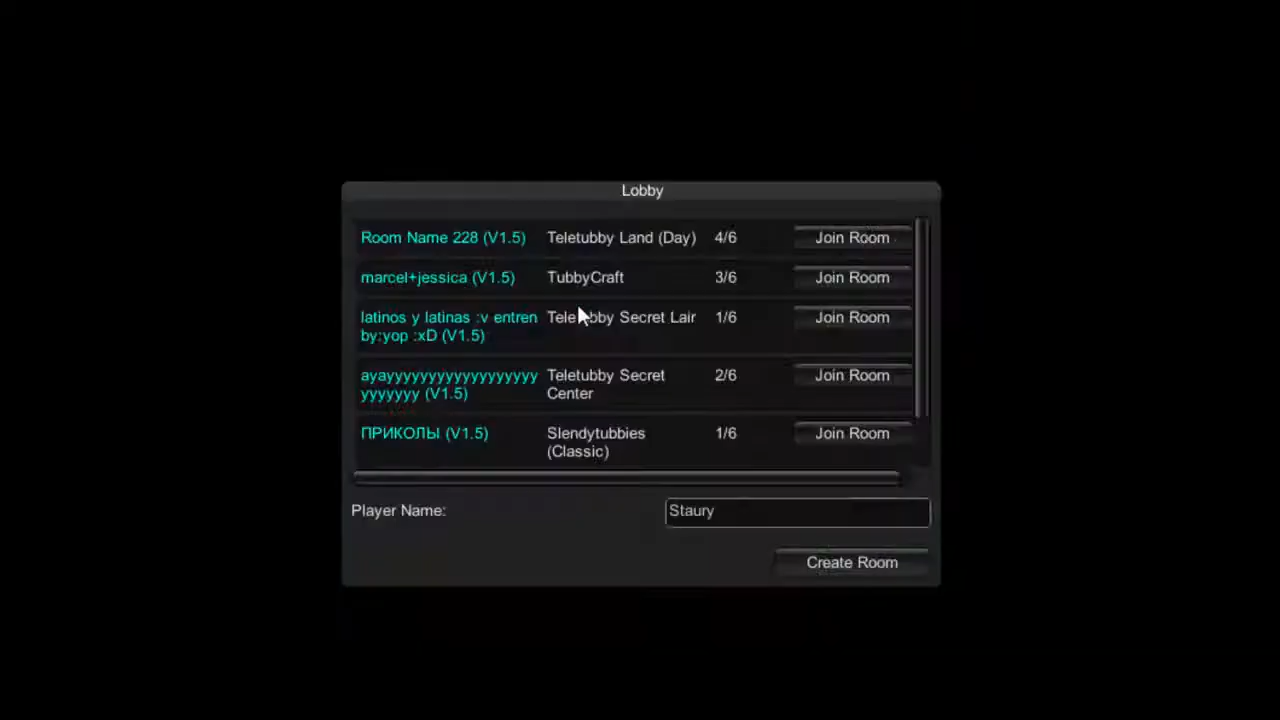 Lobby
Room Name 228 (V1.5) Teletubby Land (Day) 4/6 Join Room
marcel+jessica (V1.5) TubbyCraft 3/6 Join Room
latinos y latinas :v entren Teletubby Secret Lair 1/6 Join Room
by:yop :xD (V1.5)
ayayyyyyyyyyyyyyyyyyyy Teletubby Secret 2/6 Join Room
yyyyyyy (V1.5) Center
ПРИКОЛЫ (V1.5) Slendytubbies 1/6 Join Room
(Classic)
Player Name: Staury
Create Room